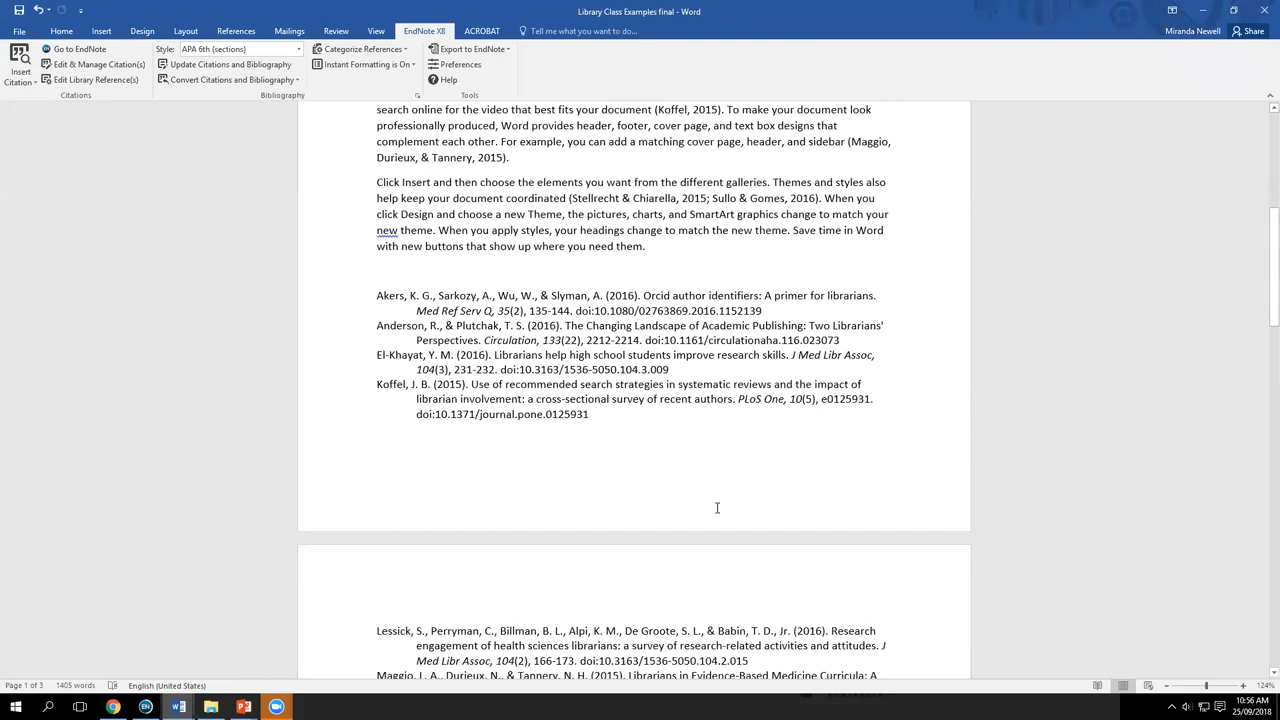 Library Class Examples final - Word
File Home Insert Design Layout References Mailings Review View EndNote X8 ACROBAT Tell me what you want to do... Miranda Newell Share
Insert Citation
Go to EndNote
Edit & Manage Citation(s)
Edit Library Reference(s)
Citations
Style: APA 6th (sections)
Update Citations and Bibliography
Convert Citations and Bibliography
Categorize References
Instant Formatting is On
Bibliography
Export to EndNote
Preferences
Help
Tools
search online for the video that best fits your document (Koffel, 2015). To make your document look
professionally produced, Word provides header, footer, cover page, and text box designs that
complement each other. For example, you can add a matching cover page, header, and sidebar (Maggio,
Durieux, & Tannery, 2015).
Click Insert and then choose the elements you want from the different galleries. Themes and styles also
help keep your document coordinated (Stellrecht & Chiarella, 2015; Sullo & Gomes, 2016). When you
click Design and choose a new Theme, the pictures, charts, and SmartArt graphics change to match your
new theme. When you apply styles, your headings change to match the new theme. Save time in Word
with new buttons that show up where you need them.
Akers, K. G., Sarkozy, A., Wu, W., & Slyman, A. (2016). Orcid author identifiers: A primer for librarians.
Med Ref Serv Q, 35(2), 135-144. doi:10.1080/02763869.2016.1152139
Anderson, R., & Plutchak, T. S. (2016). The Changing Landscape of Academic Publishing: Two Librarians'
Perspectives. Circulation, 133(22), 2212-2214. doi:10.1161/circulationaha.116.023073
El-Khayat, Y. M. (2016). Librarians help high school students improve research skills. J Med Libr Assoc,
104(3), 231-232. doi:10.3163/1536-5050.104.3.009
Koffel, J. B. (2015). Use of recommended search strategies in systematic reviews and the impact of
librarian involvement: a cross-sectional survey of recent authors. PLoS One, 10(5), e0125931.
doi:10.1371/journal.pone.0125931
Lessick, S., Perryman, C., Billman, B. L., Alpi, K. M., De Groote, S. L., & Babin, T. D., Jr. (2016). Research
engagement of health sciences librarians: a survey of research-related activities and attitudes. J
Med Libr Assoc, 104(2), 166-173. doi:10.3163/1536-5050.104.2.015
Maggio, L. A., Durieux, N., & Tannery, N. H. (2015). Librarians in Evidence-Based Medicine Curricula: A
Page 1 of 3 1405 words English (United States) 124%
10:56 AM
25/09/2018